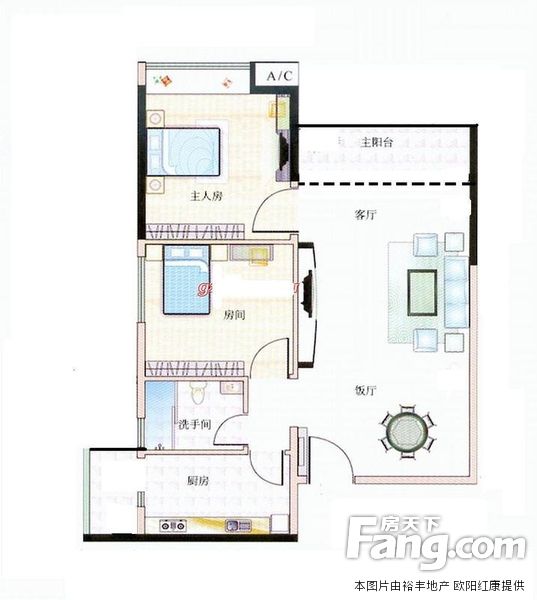 A/C
主阳台
主人房
客厅
房间
饭厅
洗手间
厨房
房天下
Fang.com
本图片由裕丰地产 欧阳红康提供